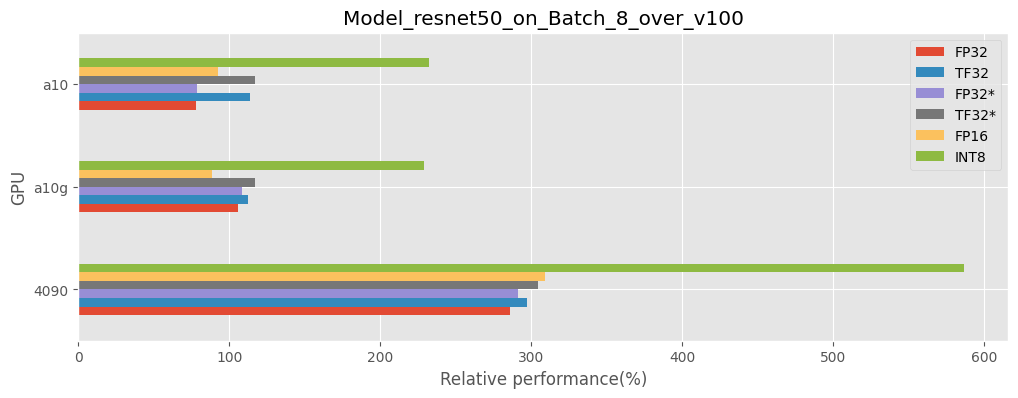 Model_resnet50_on_Batch_8_over_v100
FP32
TF32
FP32*
TF32*
FP16
INT8
GPU
a10
a10g
4090
0 100 200 300 400 500 600
Relative performance(%)